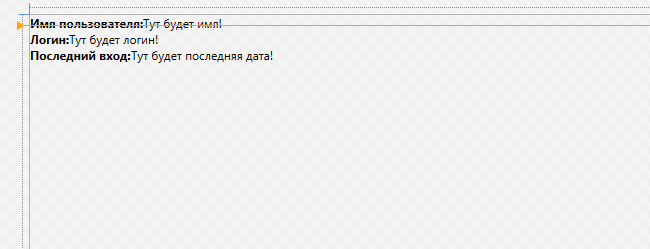 Имя пользователя:Тут будет имя!
Логин:Тут будет логин!
Последний вход:Тут будет последняя дата!